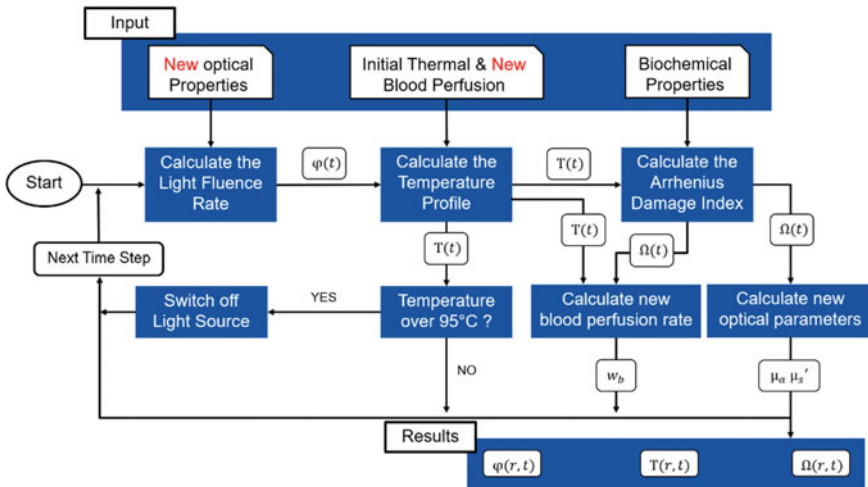 Input
New optical
Properties
Initial Thermal & New
Blood Perfusion
Biochemical
Properties
Start
Calculate the
Light Fluence
Rate
φ(t)
Calculate the
Temperature
Profile
T(t)
Calculate the
Arrhenius
Damage Index
Next Time Step
T(t)
T(t)
Ω(t)
Ω(t)
Switch off
Light Source
YES
Temperature
over 95°C ?
Calculate new
blood perfusion rate
Calculate new
optical parameters
NO
w_b
μ_a μ_s′
Results
φ(r, t)
T(r, t)
Ω(r, t)